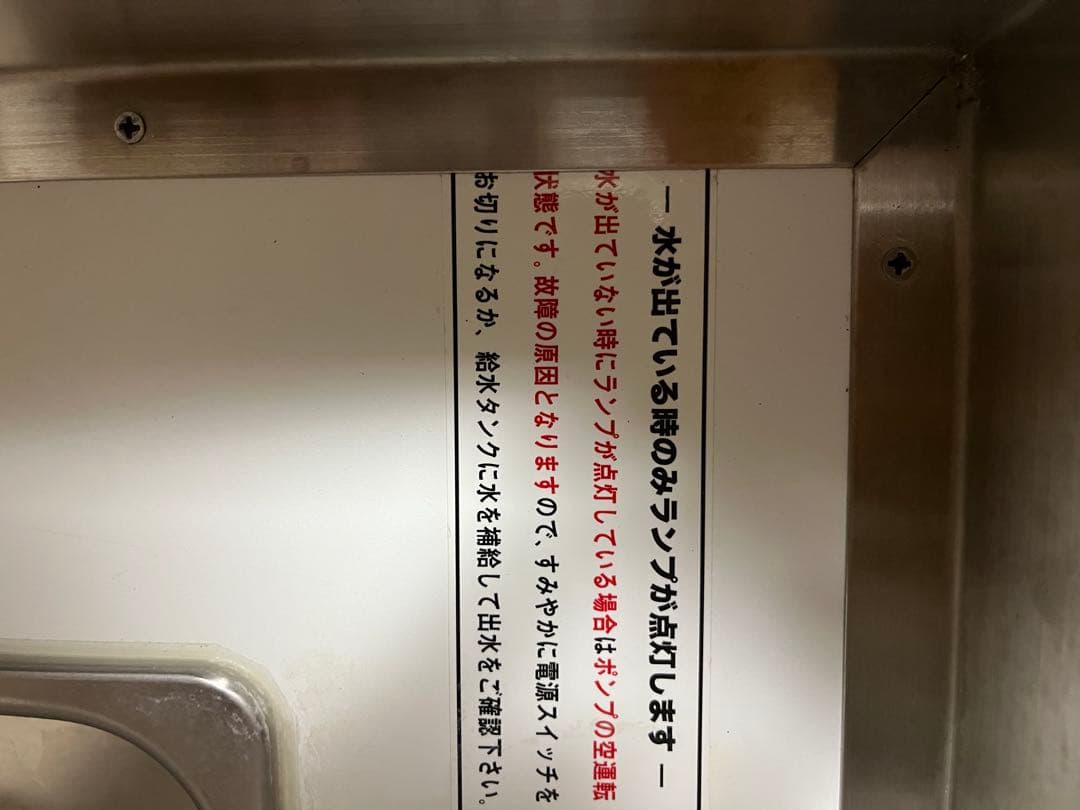 ― 水が出ている時のみランプが点灯します ―
水が出ていない時にランプが点灯している場合はポンプの空運転
状態です。故障の原因となりますので、すみやかに電源スイッチを
お切りになるか、給水タンクに水を補給して出水をご確認下さい。